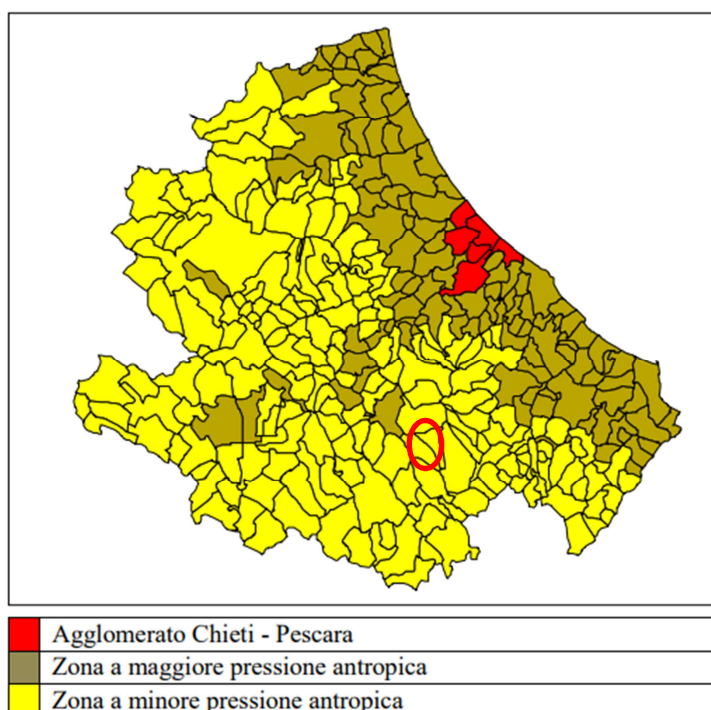 Agglomerato Chieti - Pescara
Zona a maggiore pressione antropica
Zona a minore pressione antropica